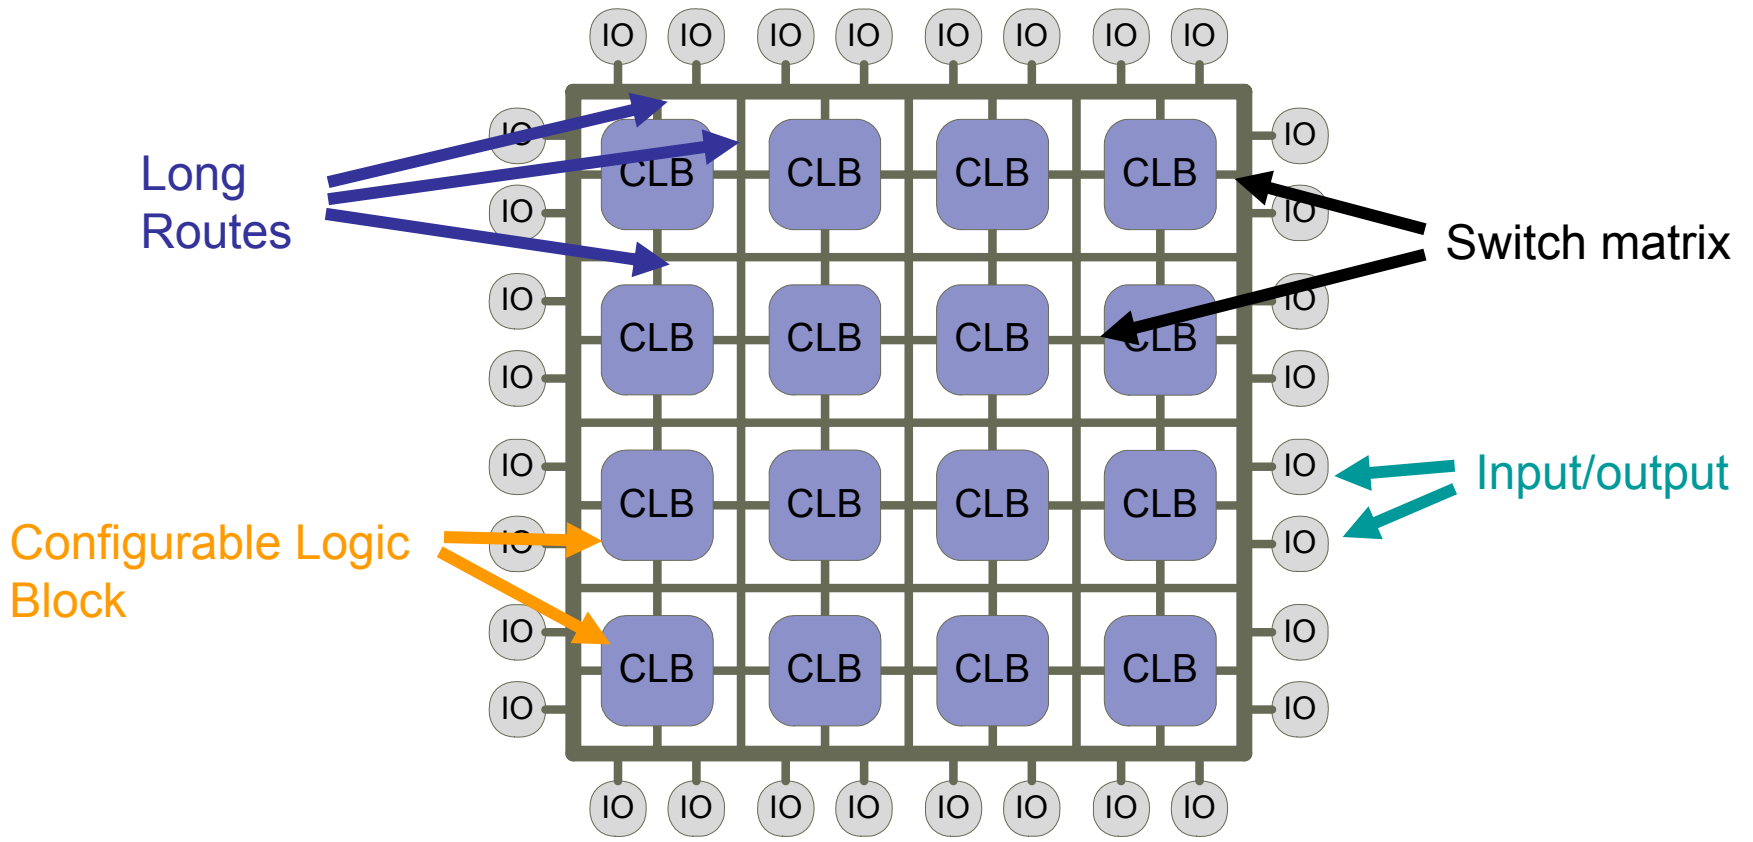 IO IO IO IO IO IO IO IO
IO IO
Long
Routes
CLB CLB CLB CLB
IO IO
Switch matrix
IO IO
CLB CLB CLB CLB
IO IO
IO IO
Input/output
CLB CLB CLB CLB
Configurable Logic
Block
IO IO
IO IO
CLB CLB CLB CLB
IO IO
IO IO IO IO IO IO IO IO